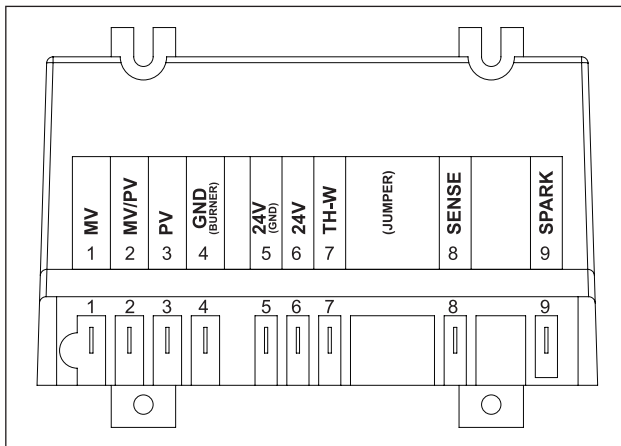 MV
MV/PV
PV
GND
(BURNER)
24V
(GND)
24V
TH-W
(JUMPER)
SENSE
SPARK
1 2 3 4 5 6 7 8 9
1 2 3 4 5 6 7 8 9